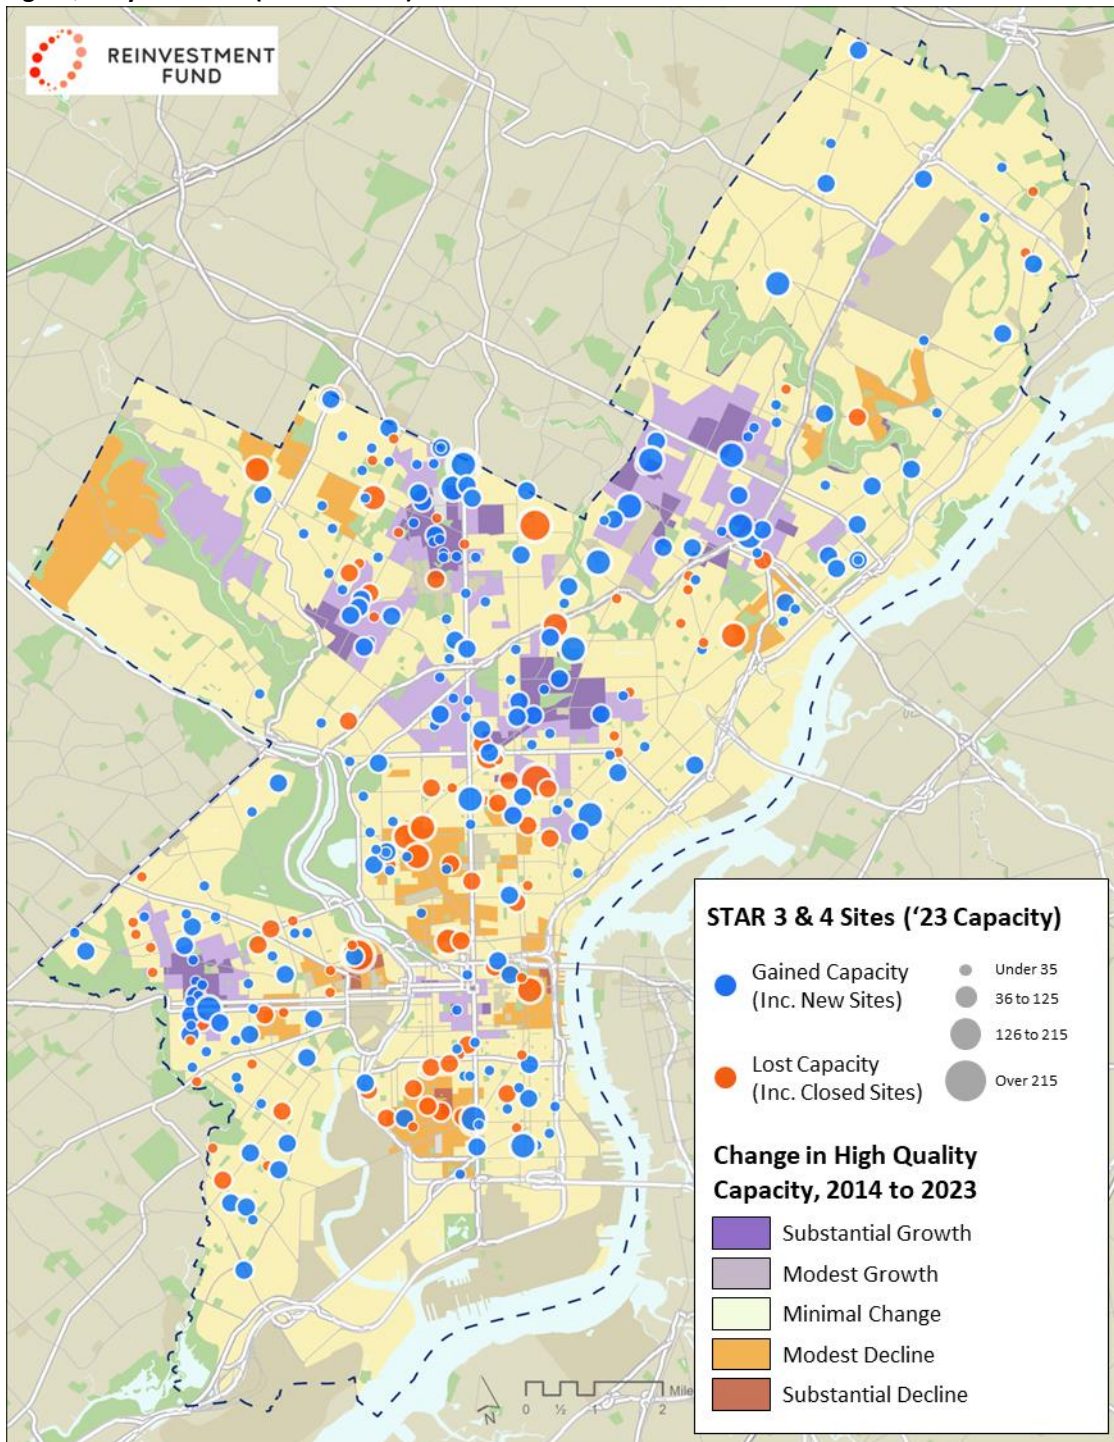 REINVESTMENT
FUND
STAR 3 & 4 Sites (‘23 Capacity)
Gained Capacity
(Inc. New Sites)
Lost Capacity
(Inc. Closed Sites)
Under 35
36 to 125
126 to 215
Over 215
Change in High Quality
Capacity, 2014 to 2023
Substantial Growth
Modest Growth
Minimal Change
Modest Decline
Substantial Decline
N
0 ½ 1 2
Mile